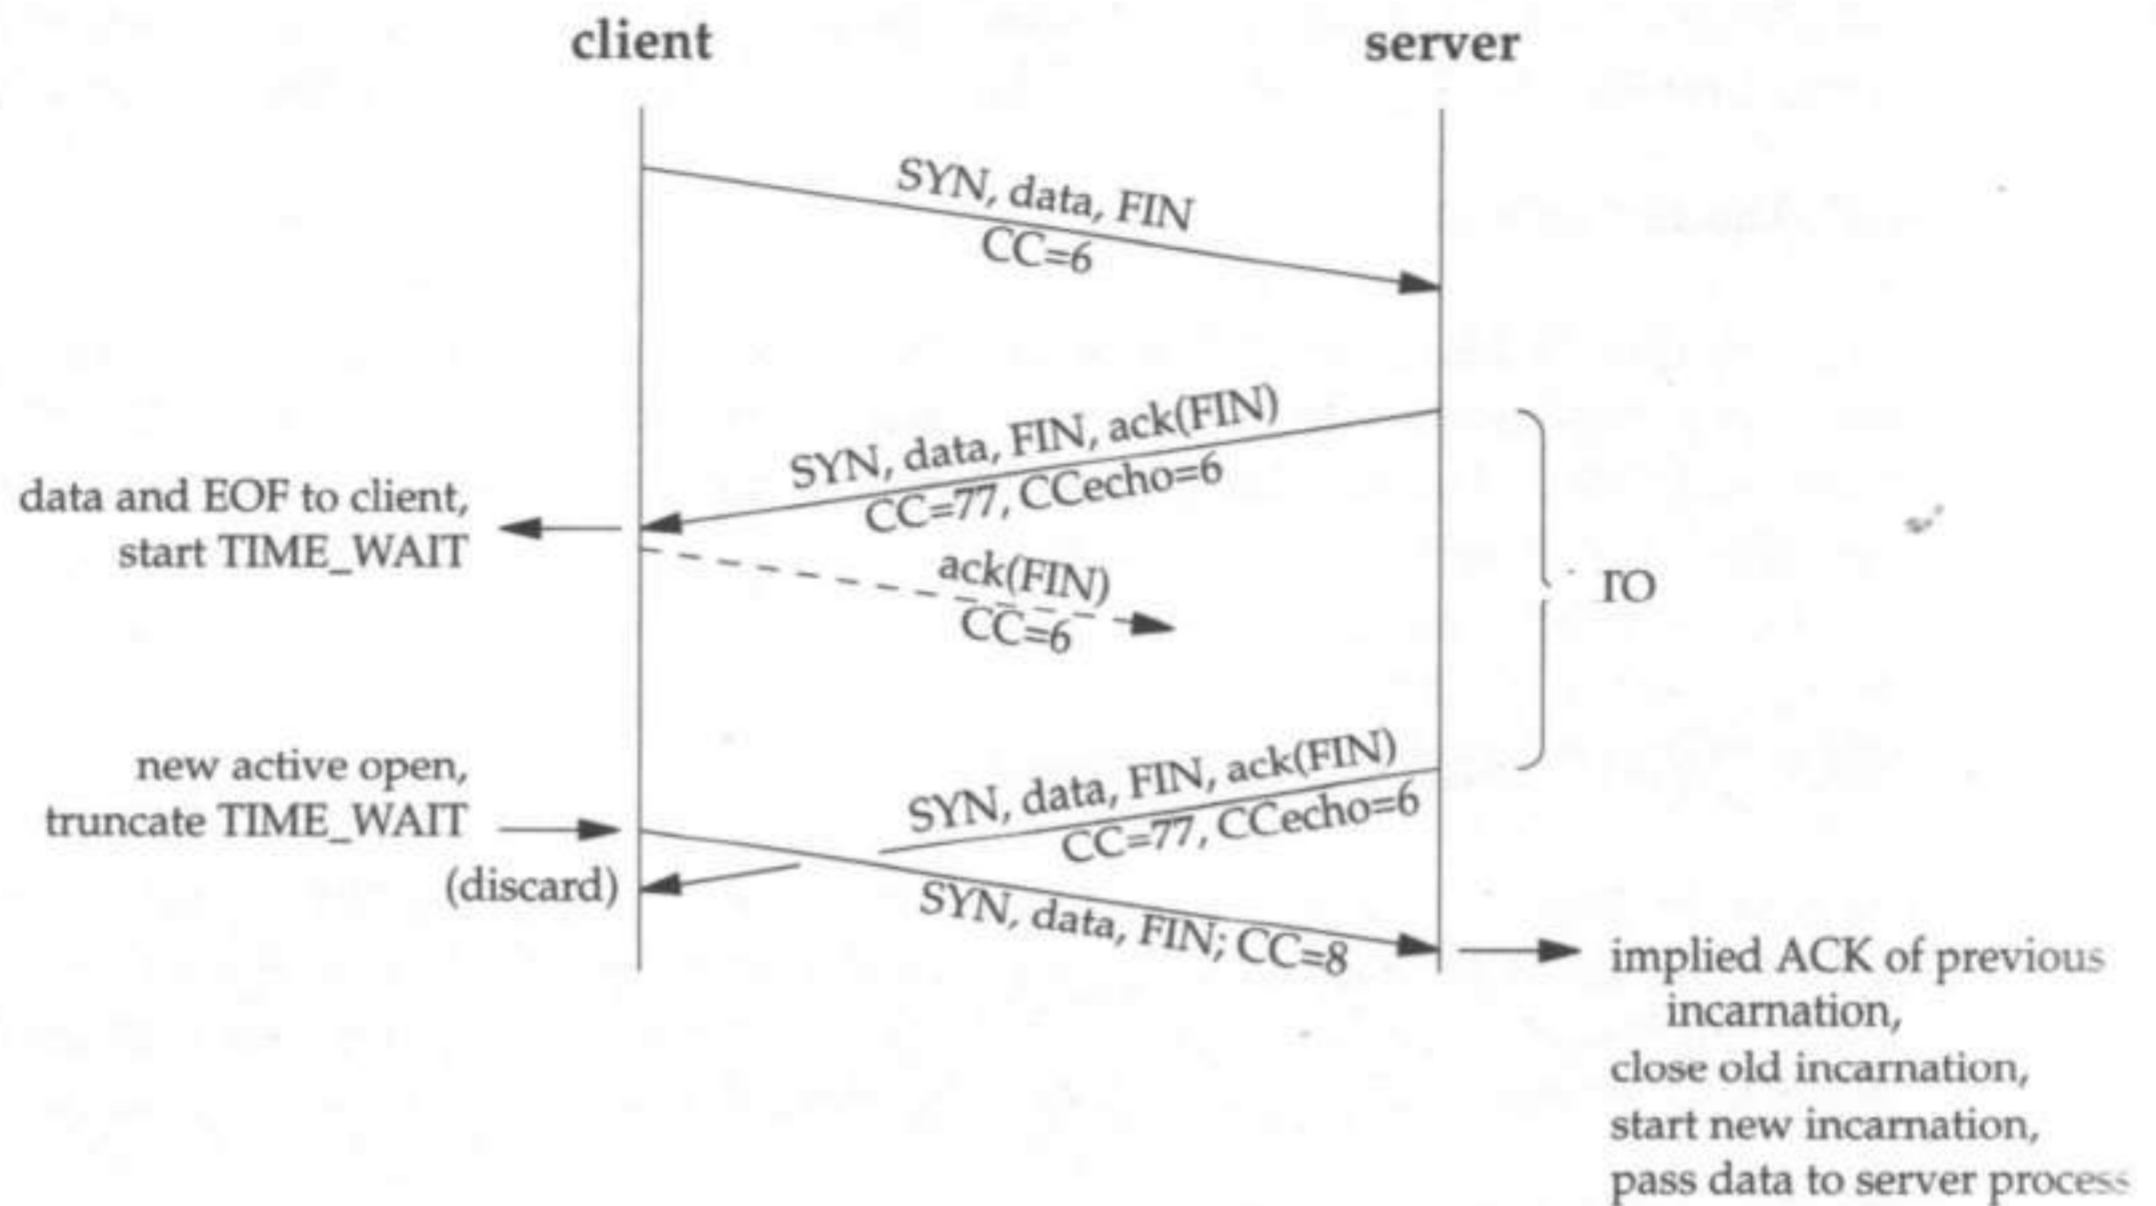 client
server
SYN, data, FIN
CC=6
SYN, data, FIN, ack(FIN)
CC=77, CCecho=6
data and EOF to client,
start TIME_WAIT
ack(FIN)
CC=6
new active open,
truncate TIME_WAIT
SYN, data, FIN, ack(FIN)
CC=77, CCecho=6
(discard)
SYN, data, FIN; CC=8
implied ACK of previous
incarnation,
close old incarnation,
start new incarnation,
pass data to server process